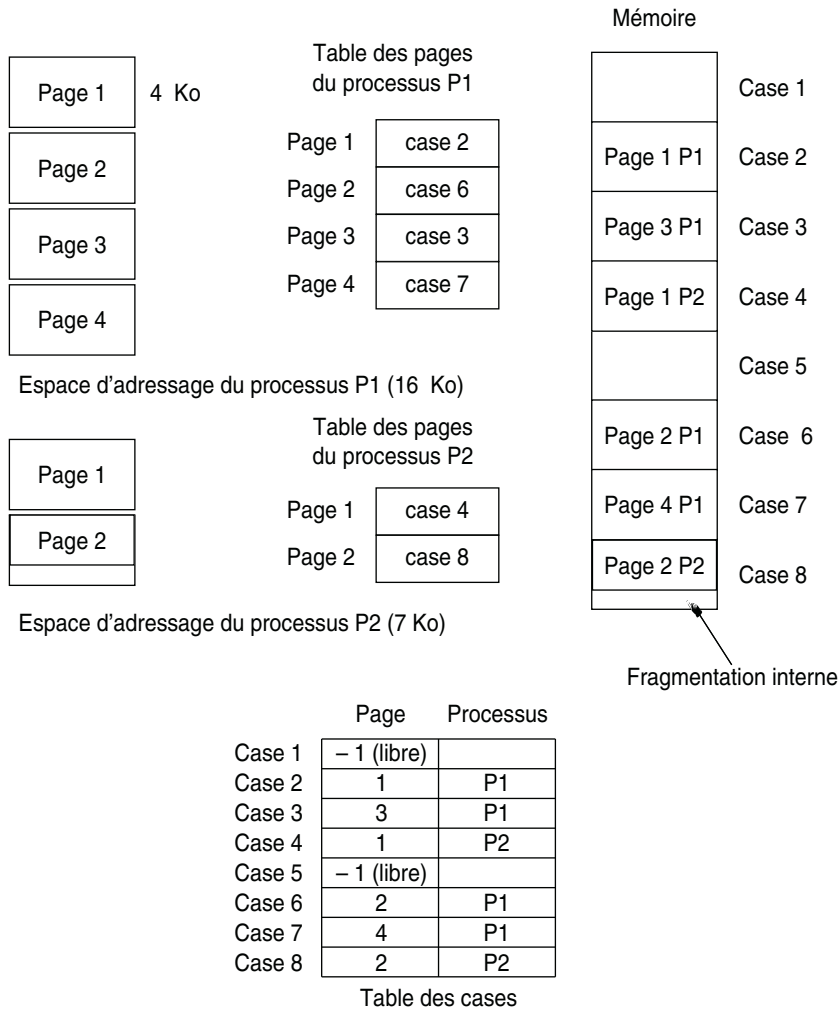 Mémoire
Table des pages
du processus P1
Page 1
4 Ko
Page 2
Page 3
Page 4
Page 1 case 2
Page 2 case 6
Page 3 case 3
Page 4 case 7
Case 1
Page 1 P1 Case 2
Page 3 P1 Case 3
Page 1 P2 Case 4
Case 5
Page 2 P1 Case 6
Page 4 P1 Case 7
Page 2 P2 Case 8
Fragmentation interne
Espace d'adressage du processus P1 (16 Ko)
Table des pages
du processus P2
Page 1
Page 2
Page 1 case 4
Page 2 case 8
Espace d'adressage du processus P2 (7 Ko)
Page Processus
Case 1 – 1 (libre)
Case 2 1 P1
Case 3 3 P1
Case 4 1 P2
Case 5 – 1 (libre)
Case 6 2 P1
Case 7 4 P1
Case 8 2 P2
Table des cases